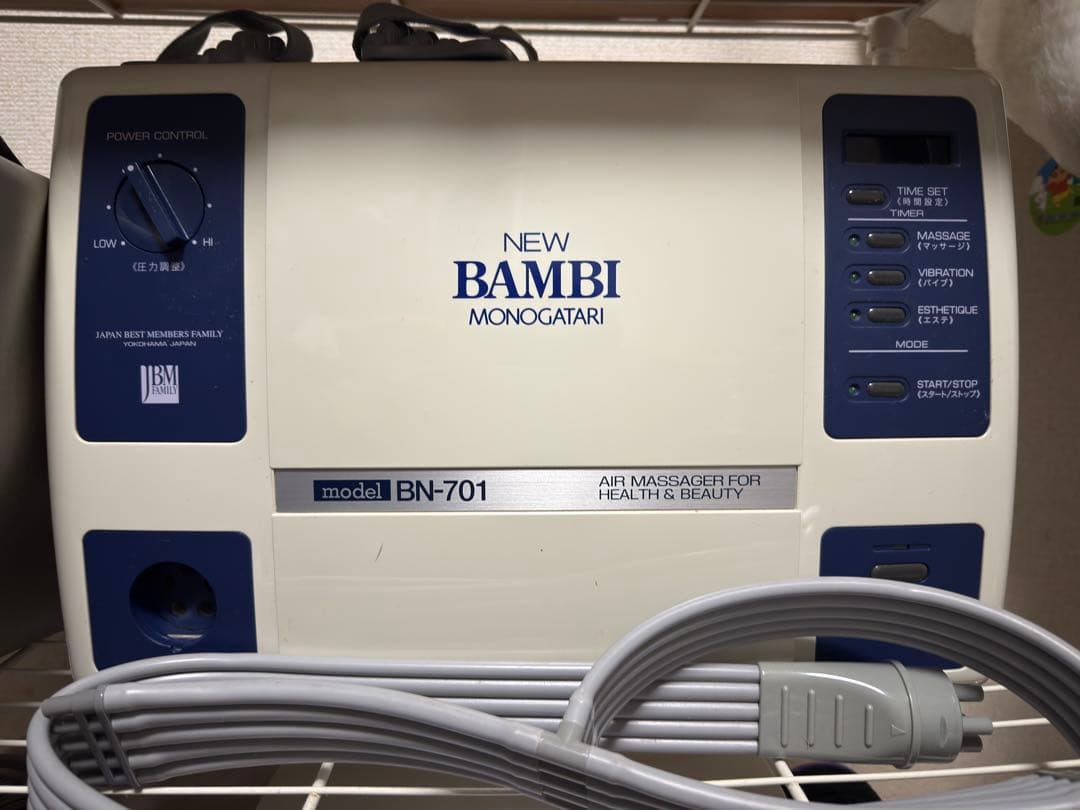 POWER CONTROL
LOW
HI
《圧力調整》
JAPAN BEST MEMBERS FAMILY
YOKOHAMA JAPAN
JBM
FAMILY
NEW
BAMBI
MONOGATARI
model BN-701
AIR MASSAGER FOR
HEALTH & BEAUTY
TIME SET
《時間設定》
TIMER
MASSAGE
《マッサージ》
VIBRATION
《バイブ》
ESTHETIQUE
《エステ》
MODE
START/STOP
《スタート/ストップ》